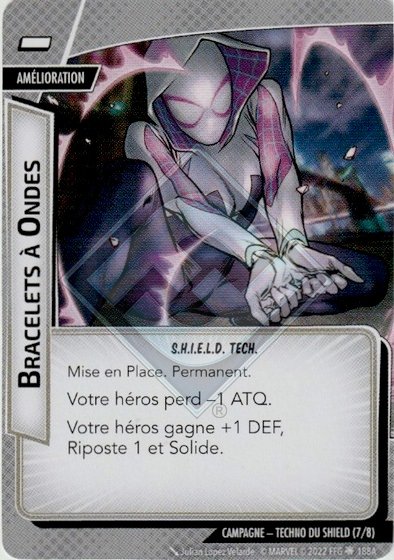 AMÉLIORATION
BRACELETS À ONDES
S.H.I.E.L.D. TECH.
Mise en Place. Permanent.
Votre héros perd –1 ATQ.
Votre héros gagne +1 DEF,
Riposte 1 et Solide.
®
Julian Lopez Velarde © MARVEL © 2022 FFG 188A
CAMPAGNE – TECHNO DU SHIELD (7/8)